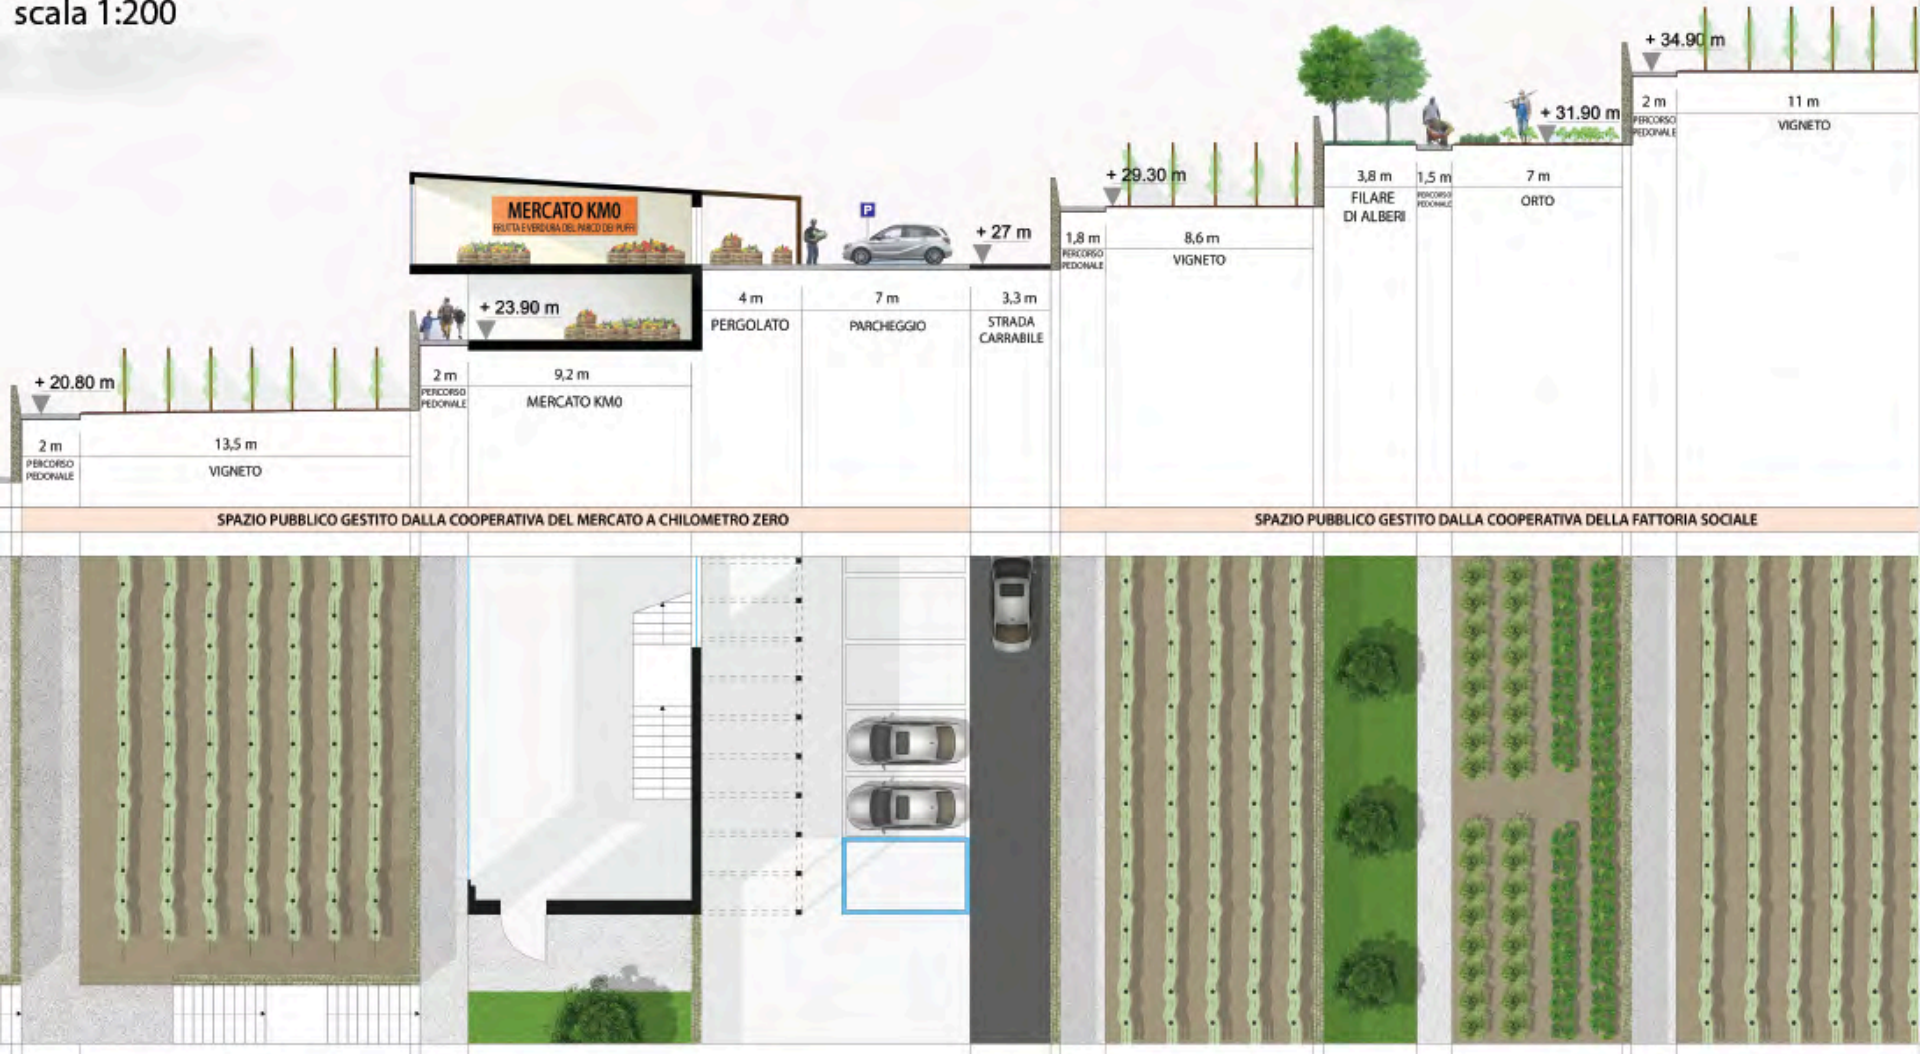 scala 1:200
+ 34.90 m
2 m
PERCORSO
PEDONALE
11 m
VIGNETO
+ 31.90 m
3,8 m
FILARE
DI ALBERI
1,5 m
PERCORSO
PEDONALE
7 m
ORTO
+ 29.30 m
1,8 m
PERCORSO
PEDONALE
8,6 m
VIGNETO
MERCATO KM0
FRUTTA E VERDURA DEL PARCO DEI PUFFI
P
+ 27 m
4 m
PERGOLATO
7 m
PARCHEGGIO
3,3 m
STRADA
CARRABILE
+ 23.90 m
2 m
PERCORSO
PEDONALE
9,2 m
MERCATO KM0
+ 20.80 m
2 m
PERCORSO
PEDONALE
13,5 m
VIGNETO
SPAZIO PUBBLICO GESTITO DALLA COOPERATIVA DEL MERCATO A CHILOMETRO ZERO
SPAZIO PUBBLICO GESTITO DALLA COOPERATIVA DELLA FATTORIA SOCIALE